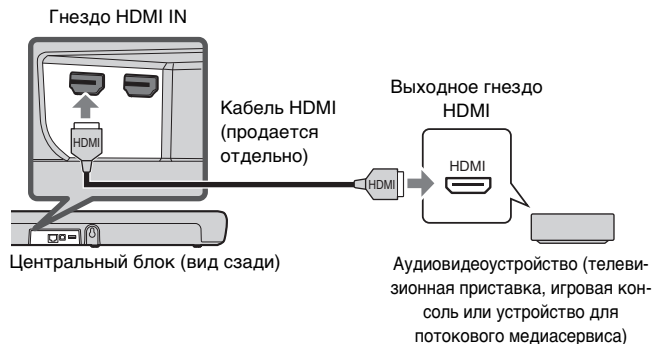 Гнездо HDMI IN
HDMI
Кабель HDMI
(продается
отдельно)
Выходное гнездо
HDMI
HDMI
HDMI
Центральный блок (вид сзади)
Аудиовидеоустройство (телеви-
зионная приставка, игровая кон-
соль или устройство для
потокового медиасервиса)